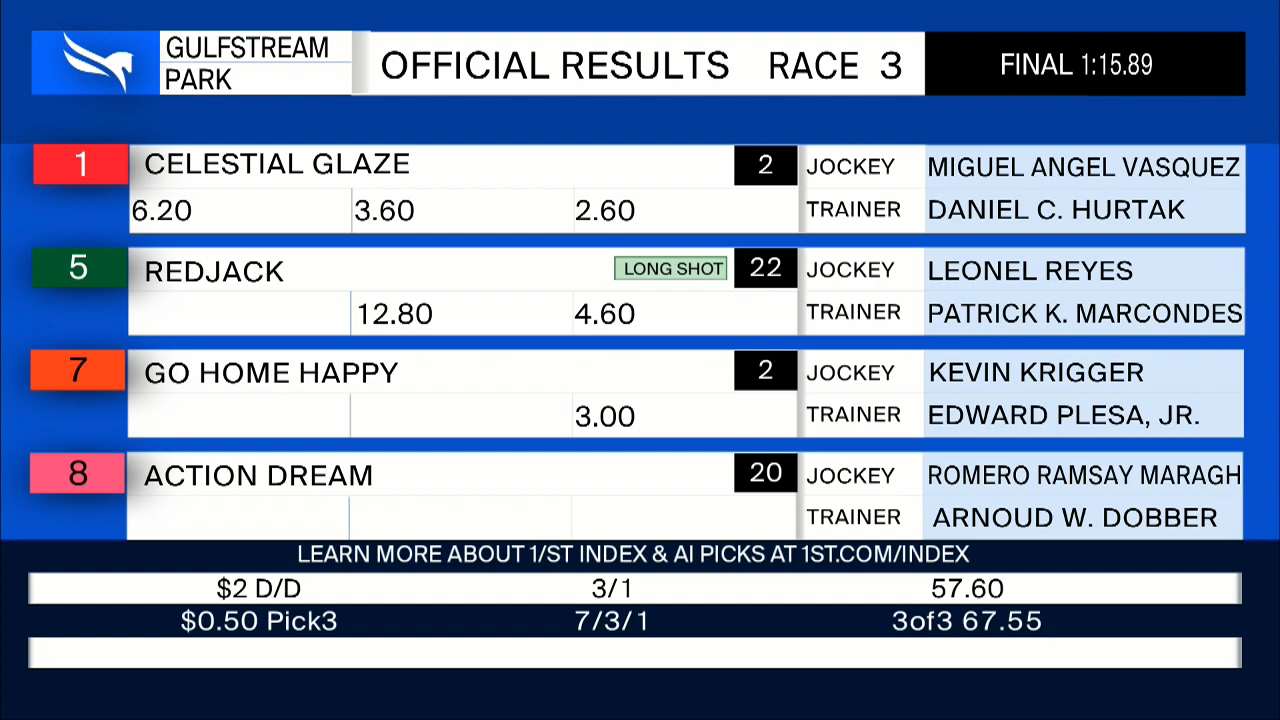 GULFSTREAM
PARK
OFFICIAL RESULTS RACE 3
FINAL 1:15.89
1 CELESTIAL GLAZE 2 JOCKEY MIGUEL ANGEL VASQUEZ
6.20 3.60 2.60 TRAINER DANIEL C. HURTAK
5 REDJACK LONG SHOT 22 JOCKEY LEONEL REYES
12.80 4.60 TRAINER PATRICK K. MARCONDES
7 GO HOME HAPPY 2 JOCKEY KEVIN KRIGGER
3.00 TRAINER EDWARD PLESA, JR.
8 ACTION DREAM 20 JOCKEY ROMERO RAMSAY MARAGH
TRAINER ARNOUD W. DOBBER
LEARN MORE ABOUT 1/ST INDEX & AI PICKS AT 1ST.COM/INDEX
$2 D/D 3/1 57.60
$0.50 Pick3 7/3/1 3of3 67.55